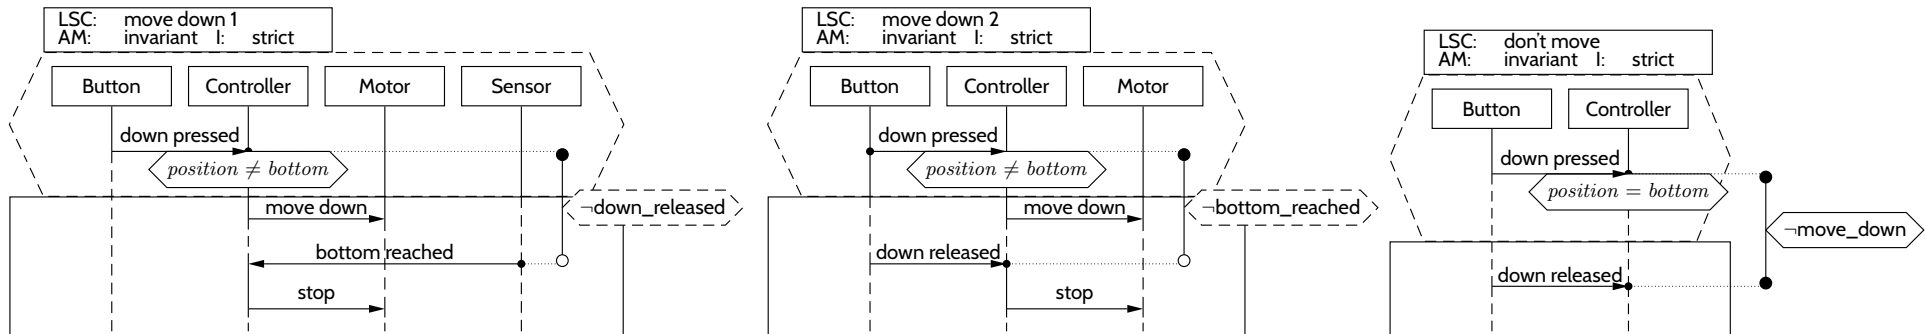 LSC: move down 1
AM: invariant I: strict
Button Controller Motor Sensor
down pressed
position ≠ bottom
¬down_released
move down
bottom reached
stop
LSC: move down 2
AM: invariant I: strict
Button Controller Motor
down pressed
position ≠ bottom
¬bottom_reached
move down
down released
stop
LSC: don't move
AM: invariant I: strict
Button Controller
down pressed
position = bottom
¬move_down
down released